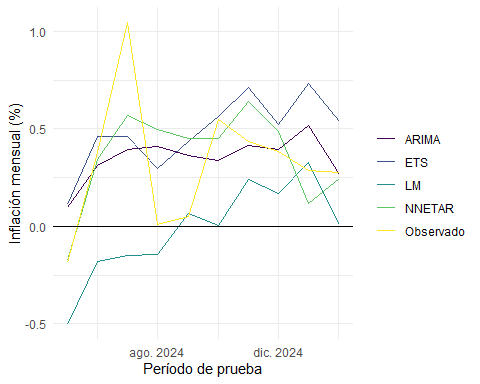 Inflación mensual (%)
1.0
0.5
0.0
-0.5
ago. 2024
dic. 2024
Período de prueba
ARIMA
ETS
LM
NNETAR
Observado